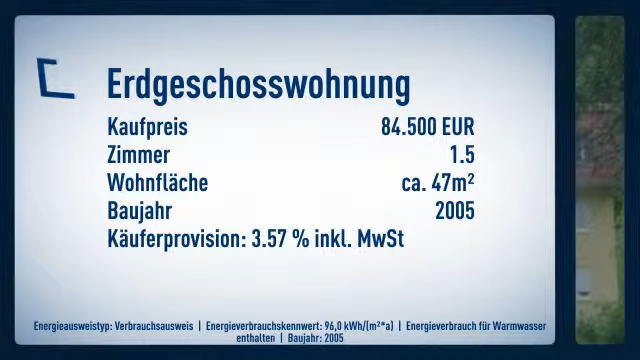 Erdgeschosswohnung
Kaufpreis 84.500 EUR
Zimmer 1.5
Wohnfläche ca. 47m²
Baujahr 2005
Käuferprovision: 3.57 % inkl. MwSt
Energieausweistyp: Verbrauchsausweis | Energieverbrauchskennwert: 96,0 kWh/(m²*a) | Energieverbrauch für Warmwasser
enthalten | Baujahr: 2005